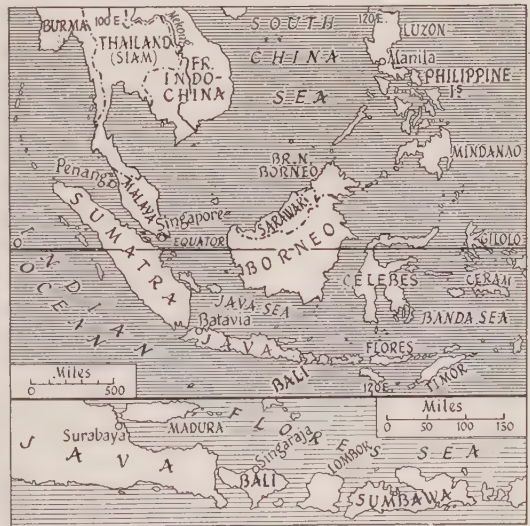 BURMA
100 E
THAILAND
(SIAM)
Mekong
FR.
INDO-
CHINA
SOUTH
CHINA
SEA
120 E.
LUZON
Manila
PHILIPPINE
IS
MINDANAO
BR. N.
BORNEO
Penang
MALAYA
Singapore
SARAWAK
SUMATRA
EQUATOR
BORNEO
GILOLO
CELEBES
CERAM
INDIAN
OCEAN
JAVA SEA
BANDA SEA
Batavia
JAVA
FLORES
BALI
120 E.
TIMOR
Miles
0 500
Miles
0 50 100 150
Surabaya
MADURA
FLORES SEA
Singaraja
LOMBOK
JAVA
BALI
SUMBAWA